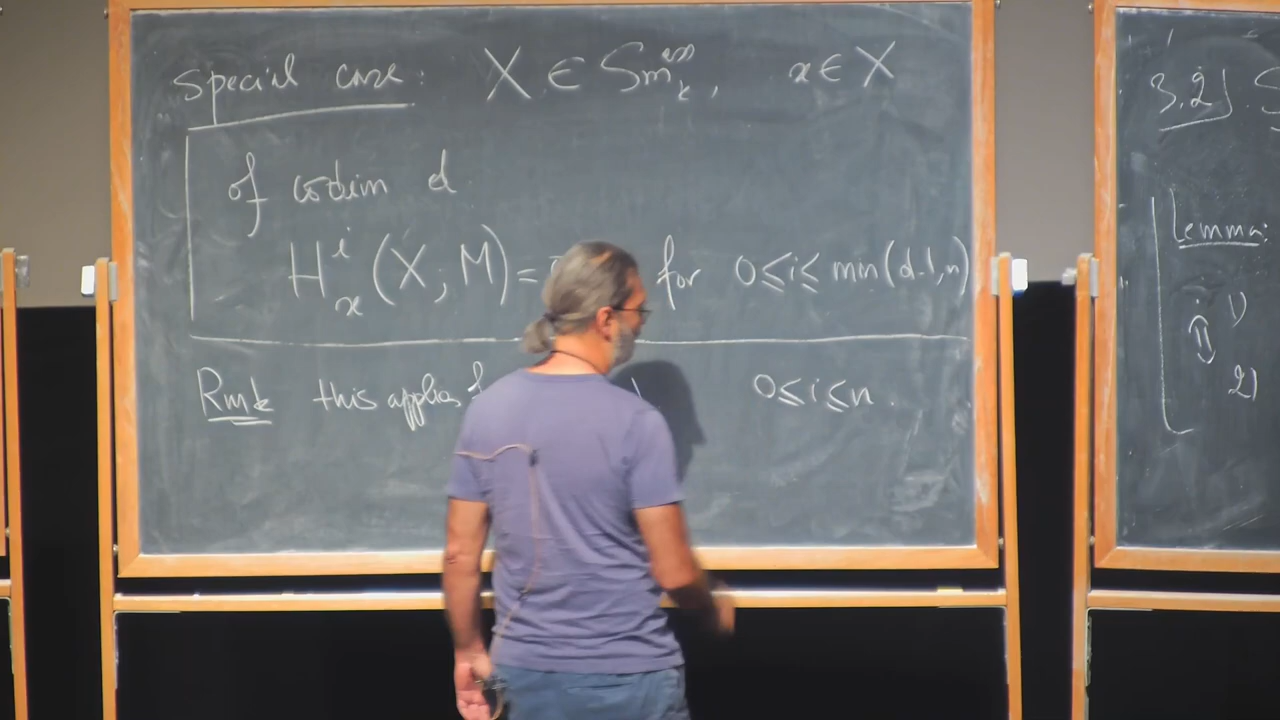 Special case: X ∈ Sm_k^ess, x ∈ X
of codim d
H^i_x (X; M) = for 0 ≤ i ≤ min(d-1, n)
Rmk this applies 0 ≤ i ≤ n.
3.2)
Lemma:
1)
⇕
2)